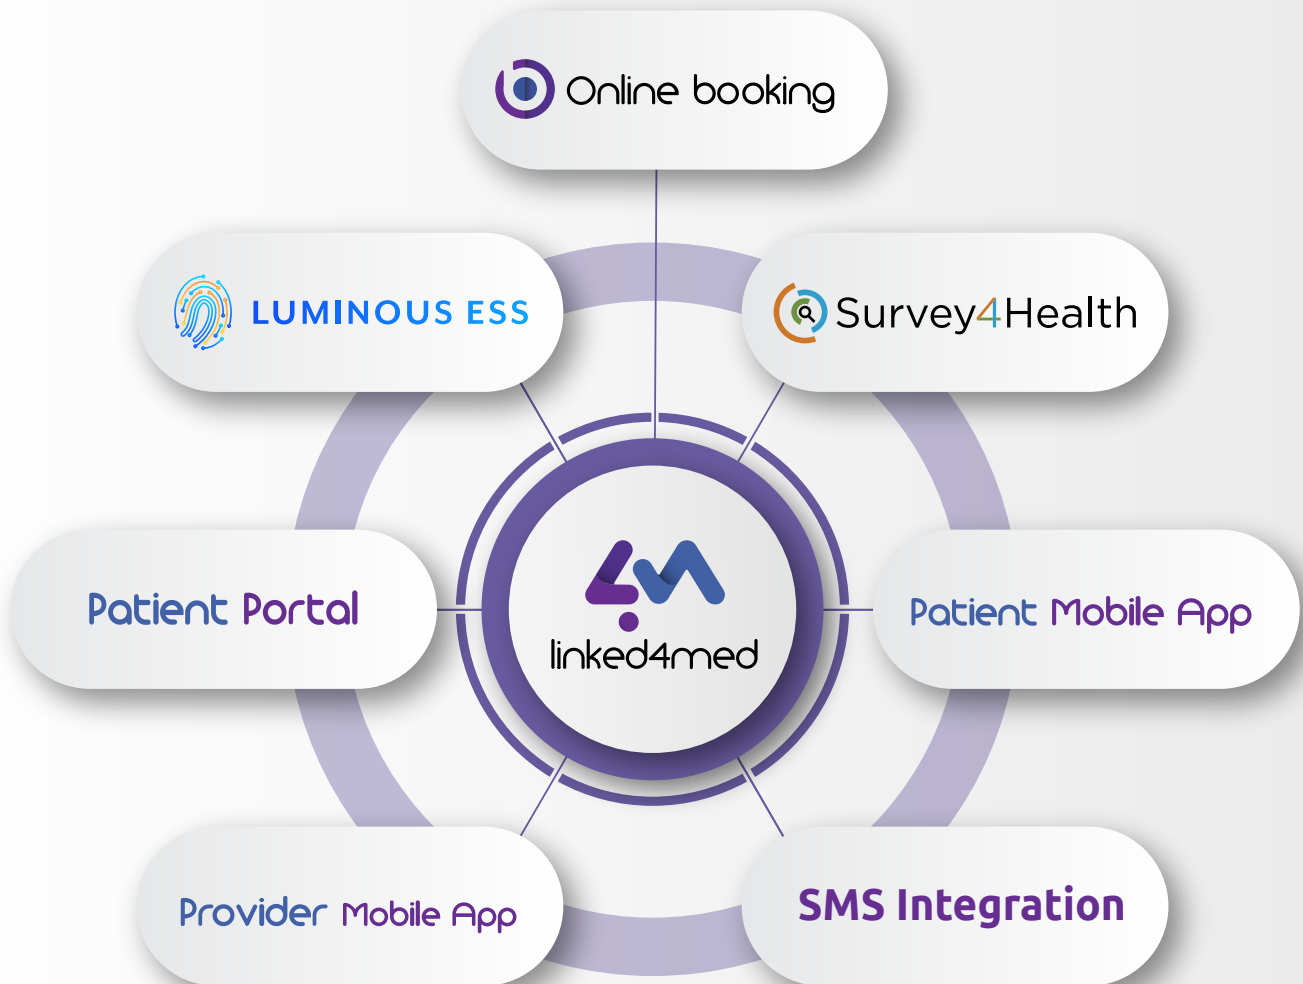 Online booking
LUMINOUS ESS
Survey4Health
Patient Portal
linked4med
Patient Mobile App
Provider Mobile App
SMS Integration